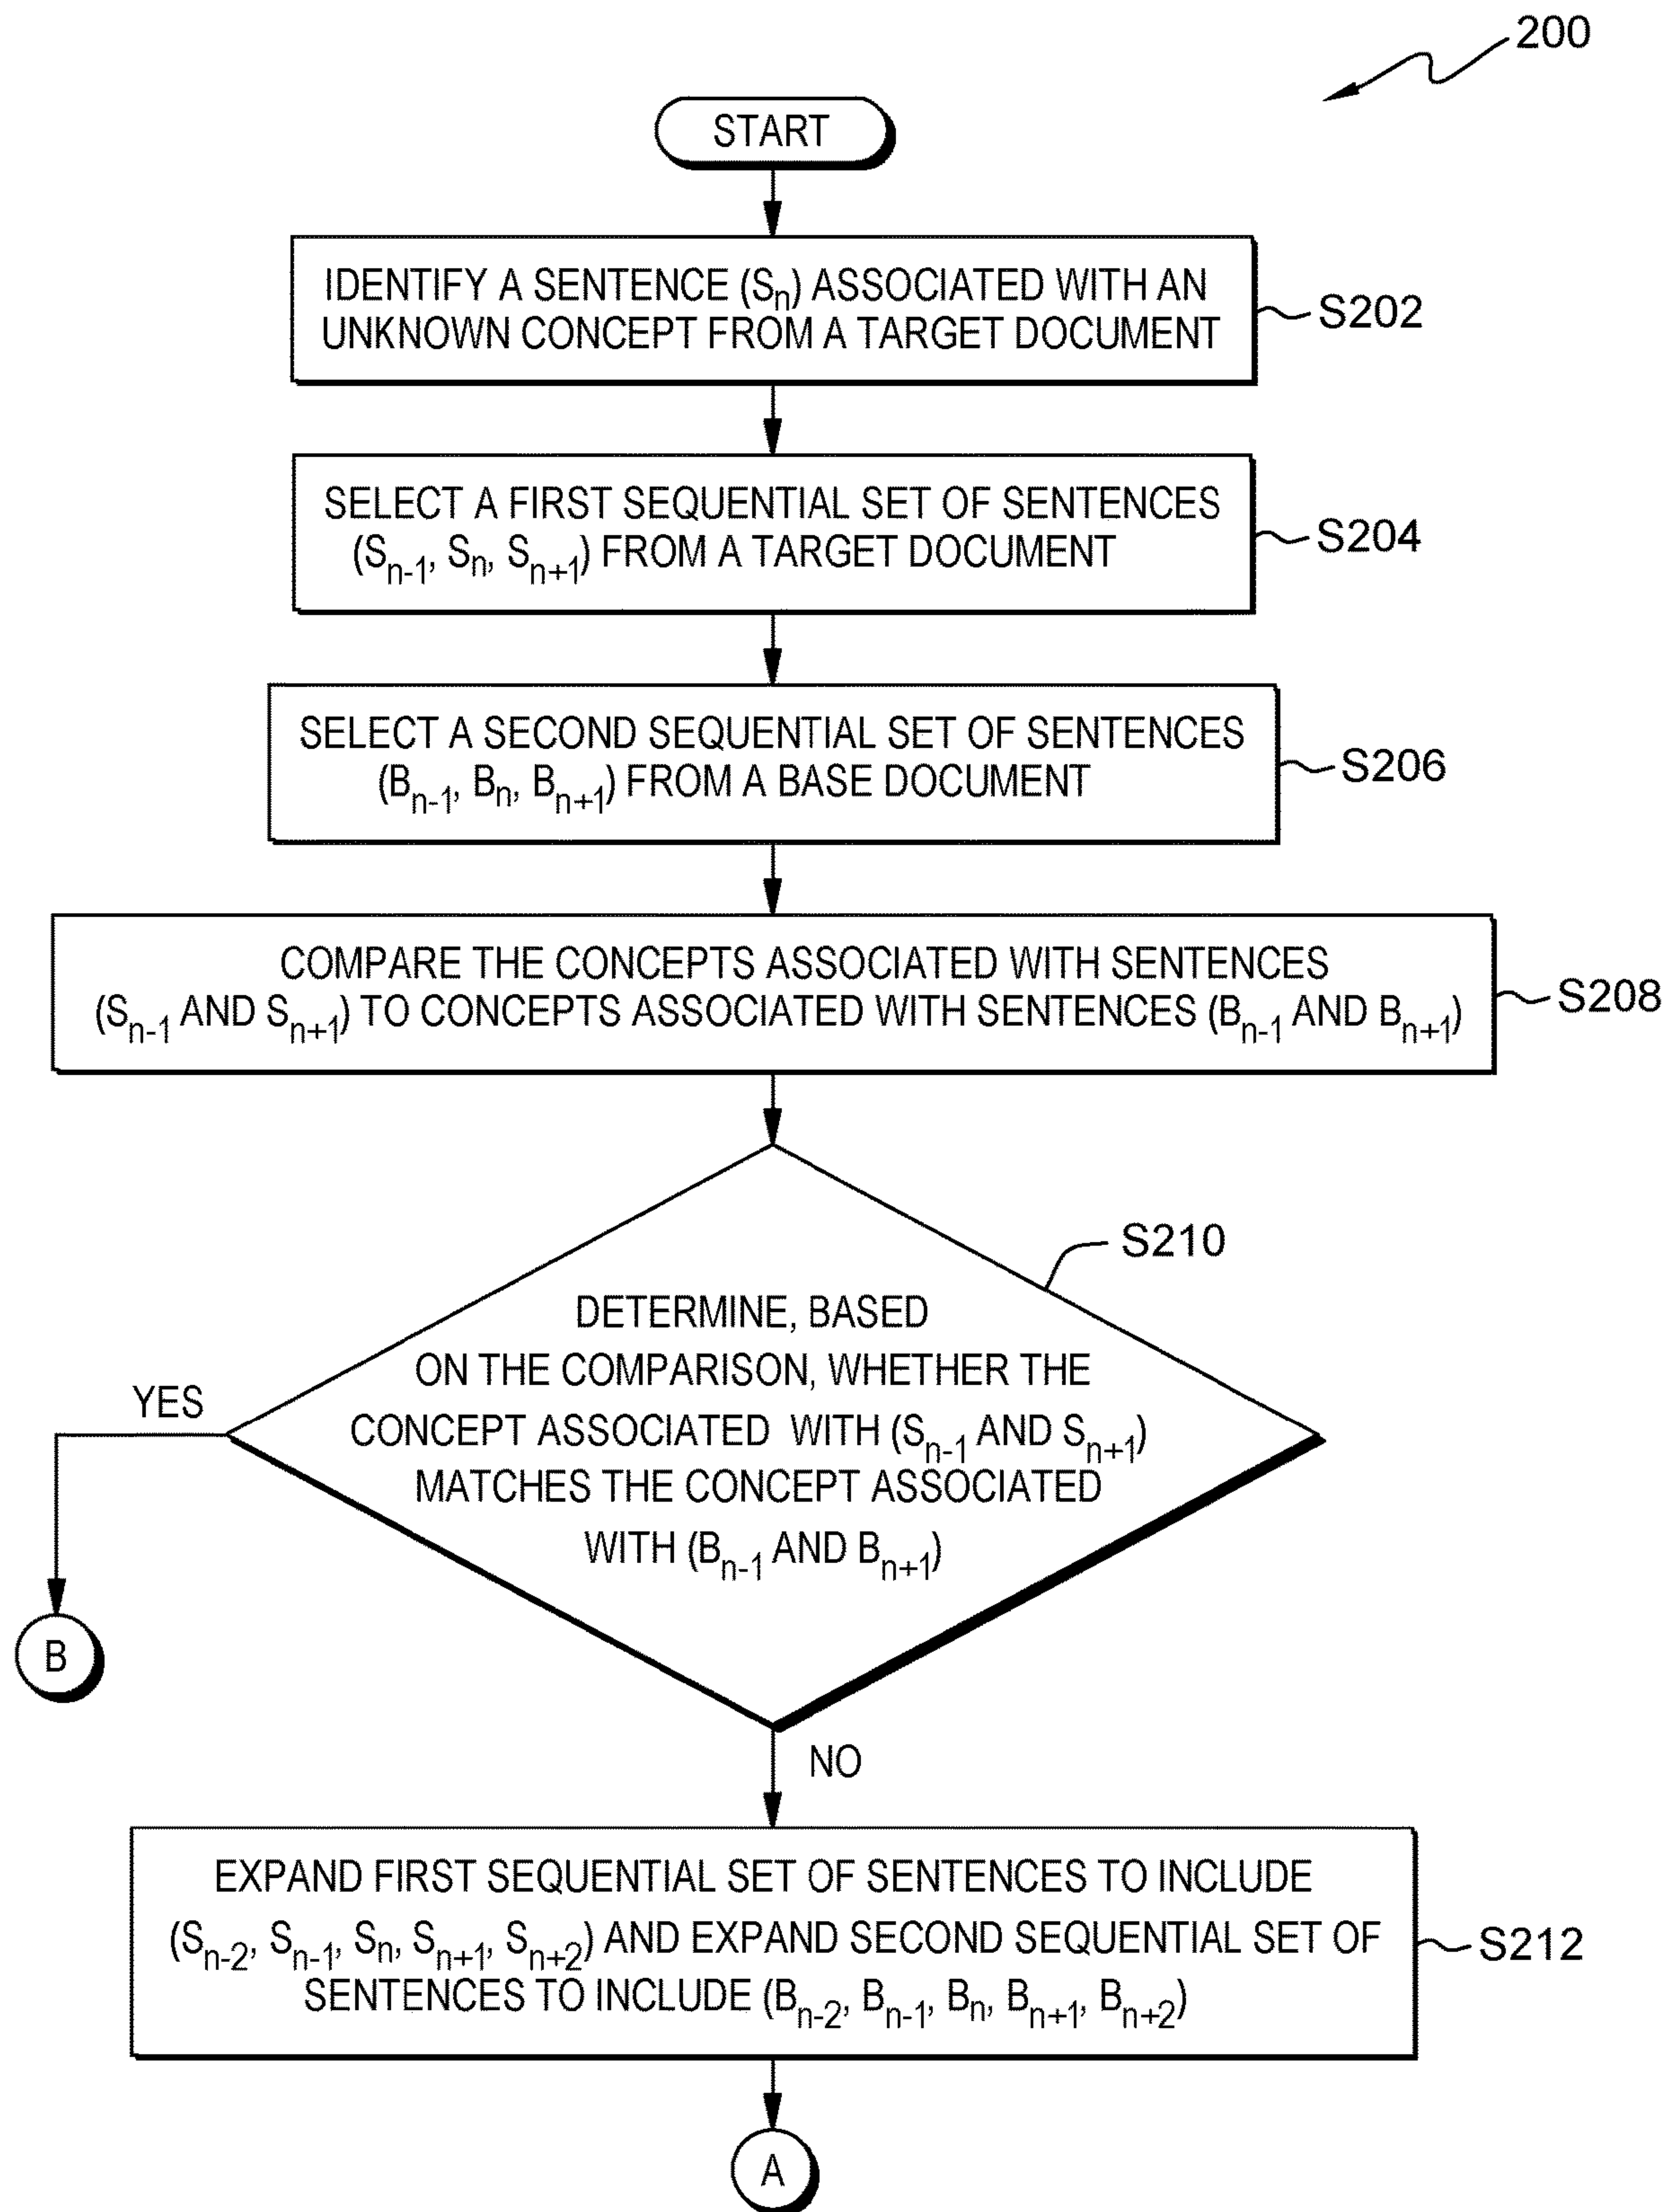 200
START
IDENTIFY A SENTENCE (Sn) ASSOCIATED WITH AN
UNKNOWN CONCEPT FROM A TARGET DOCUMENT
S202
SELECT A FIRST SEQUENTIAL SET OF SENTENCES
(Sn-1, Sn, Sn+1) FROM A TARGET DOCUMENT
S204
SELECT A SECOND SEQUENTIAL SET OF SENTENCES
(Bn-1, Bn, Bn+1) FROM A BASE DOCUMENT
S206
COMPARE THE CONCEPTS ASSOCIATED WITH SENTENCES
(Sn-1 AND Sn+1) TO CONCEPTS ASSOCIATED WITH SENTENCES (Bn-1 AND Bn+1)
S208
S210
DETERMINE, BASED
ON THE COMPARISON, WHETHER THE
CONCEPT ASSOCIATED WITH (Sn-1 AND Sn+1)
MATCHES THE CONCEPT ASSOCIATED
WITH (Bn-1 AND Bn+1)
YES
B
NO
EXPAND FIRST SEQUENTIAL SET OF SENTENCES TO INCLUDE
(Sn-2, Sn-1, Sn, Sn+1, Sn+2) AND EXPAND SECOND SEQUENTIAL SET OF
SENTENCES TO INCLUDE (Bn-2, Bn-1, Bn, Bn+1, Bn+2)
S212
A